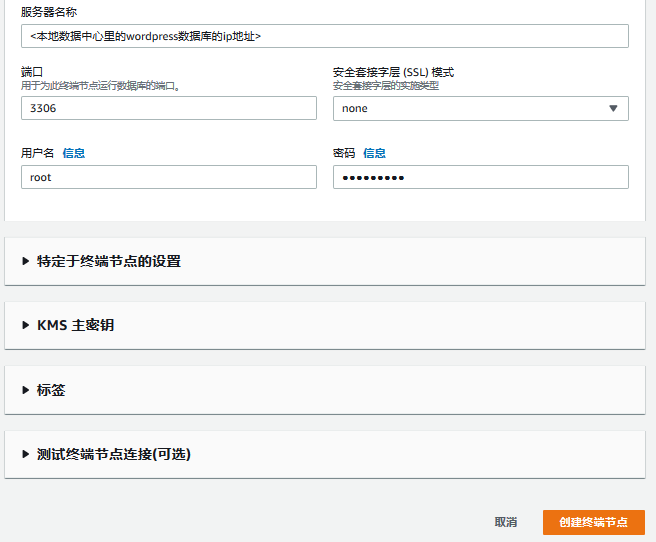 服务器名称
<本地数据中心里的wordpress数据库的ip地址>
端口 安全套接字层 (SSL) 模式
用于为此终端节点运行数据库的端口。 安全套接字层的实施类型
3306 none
用户名 信息 密码 信息
root •••••••••
特定于终端节点的设置
KMS 主密钥
标签
测试终端节点连接(可选)
取消 创建终端节点